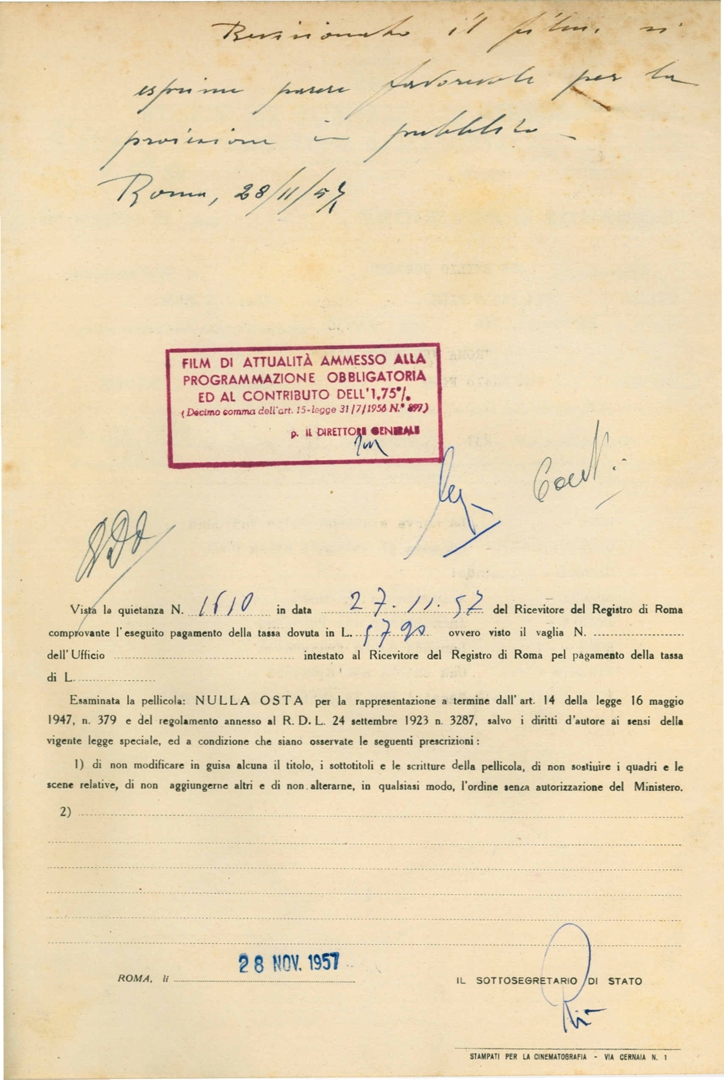 Revisionato il film, si
esprime parere favorevole per la
proiezione in pubblico
Roma, 28/11/57
FILM DI ATTUALITÀ AMMESSO ALLA
PROGRAMMAZIONE OBBLIGATORIA
ED AL CONTRIBUTO DELL'1,75%.
(Decimo comma dell'art. 15-legge 31/7/1956 N.° 897)
p. IL DIRETTORE GENERALE
Vista la quietanza N. 1610 in data 27.11.57 del Ricevitore del Registro di Roma
comprovante l'eseguito pagamento della tassa dovuta in L. 5790 ovvero visto il vaglia N. ....................
dell'Ufficio .................... intestato al Ricevitore del Registro di Roma pel pagamento della tassa
di L. ....................
Esaminata la pellicola: NULLA OSTA per la rappresentazione a termine dall'art. 14 della legge 16 maggio
1947, n. 379 e del regolamento annesso al R. D. L. 24 settembre 1923 n. 3287, salvo i diritti d'autore ai sensi della
vigente legge speciale, ed a condizione che siano osservate le seguenti prescrizioni:
1) di non modificare in guisa alcuna il titolo, i sottotitoli e le scritture della pellicola, di non sostiuire i quadri e le
scene relative, di non aggiungerne altri e di non alterarne, in qualsiasi modo, l'ordine senza autorizzazione del Ministero.
2)
28 NOV. 1957
ROMA, lì
IL SOTTOSEGRETARIO DI STATO
STAMPATI PER LA CINEMATOGRAFIA - VIA CERNAIA N. 1